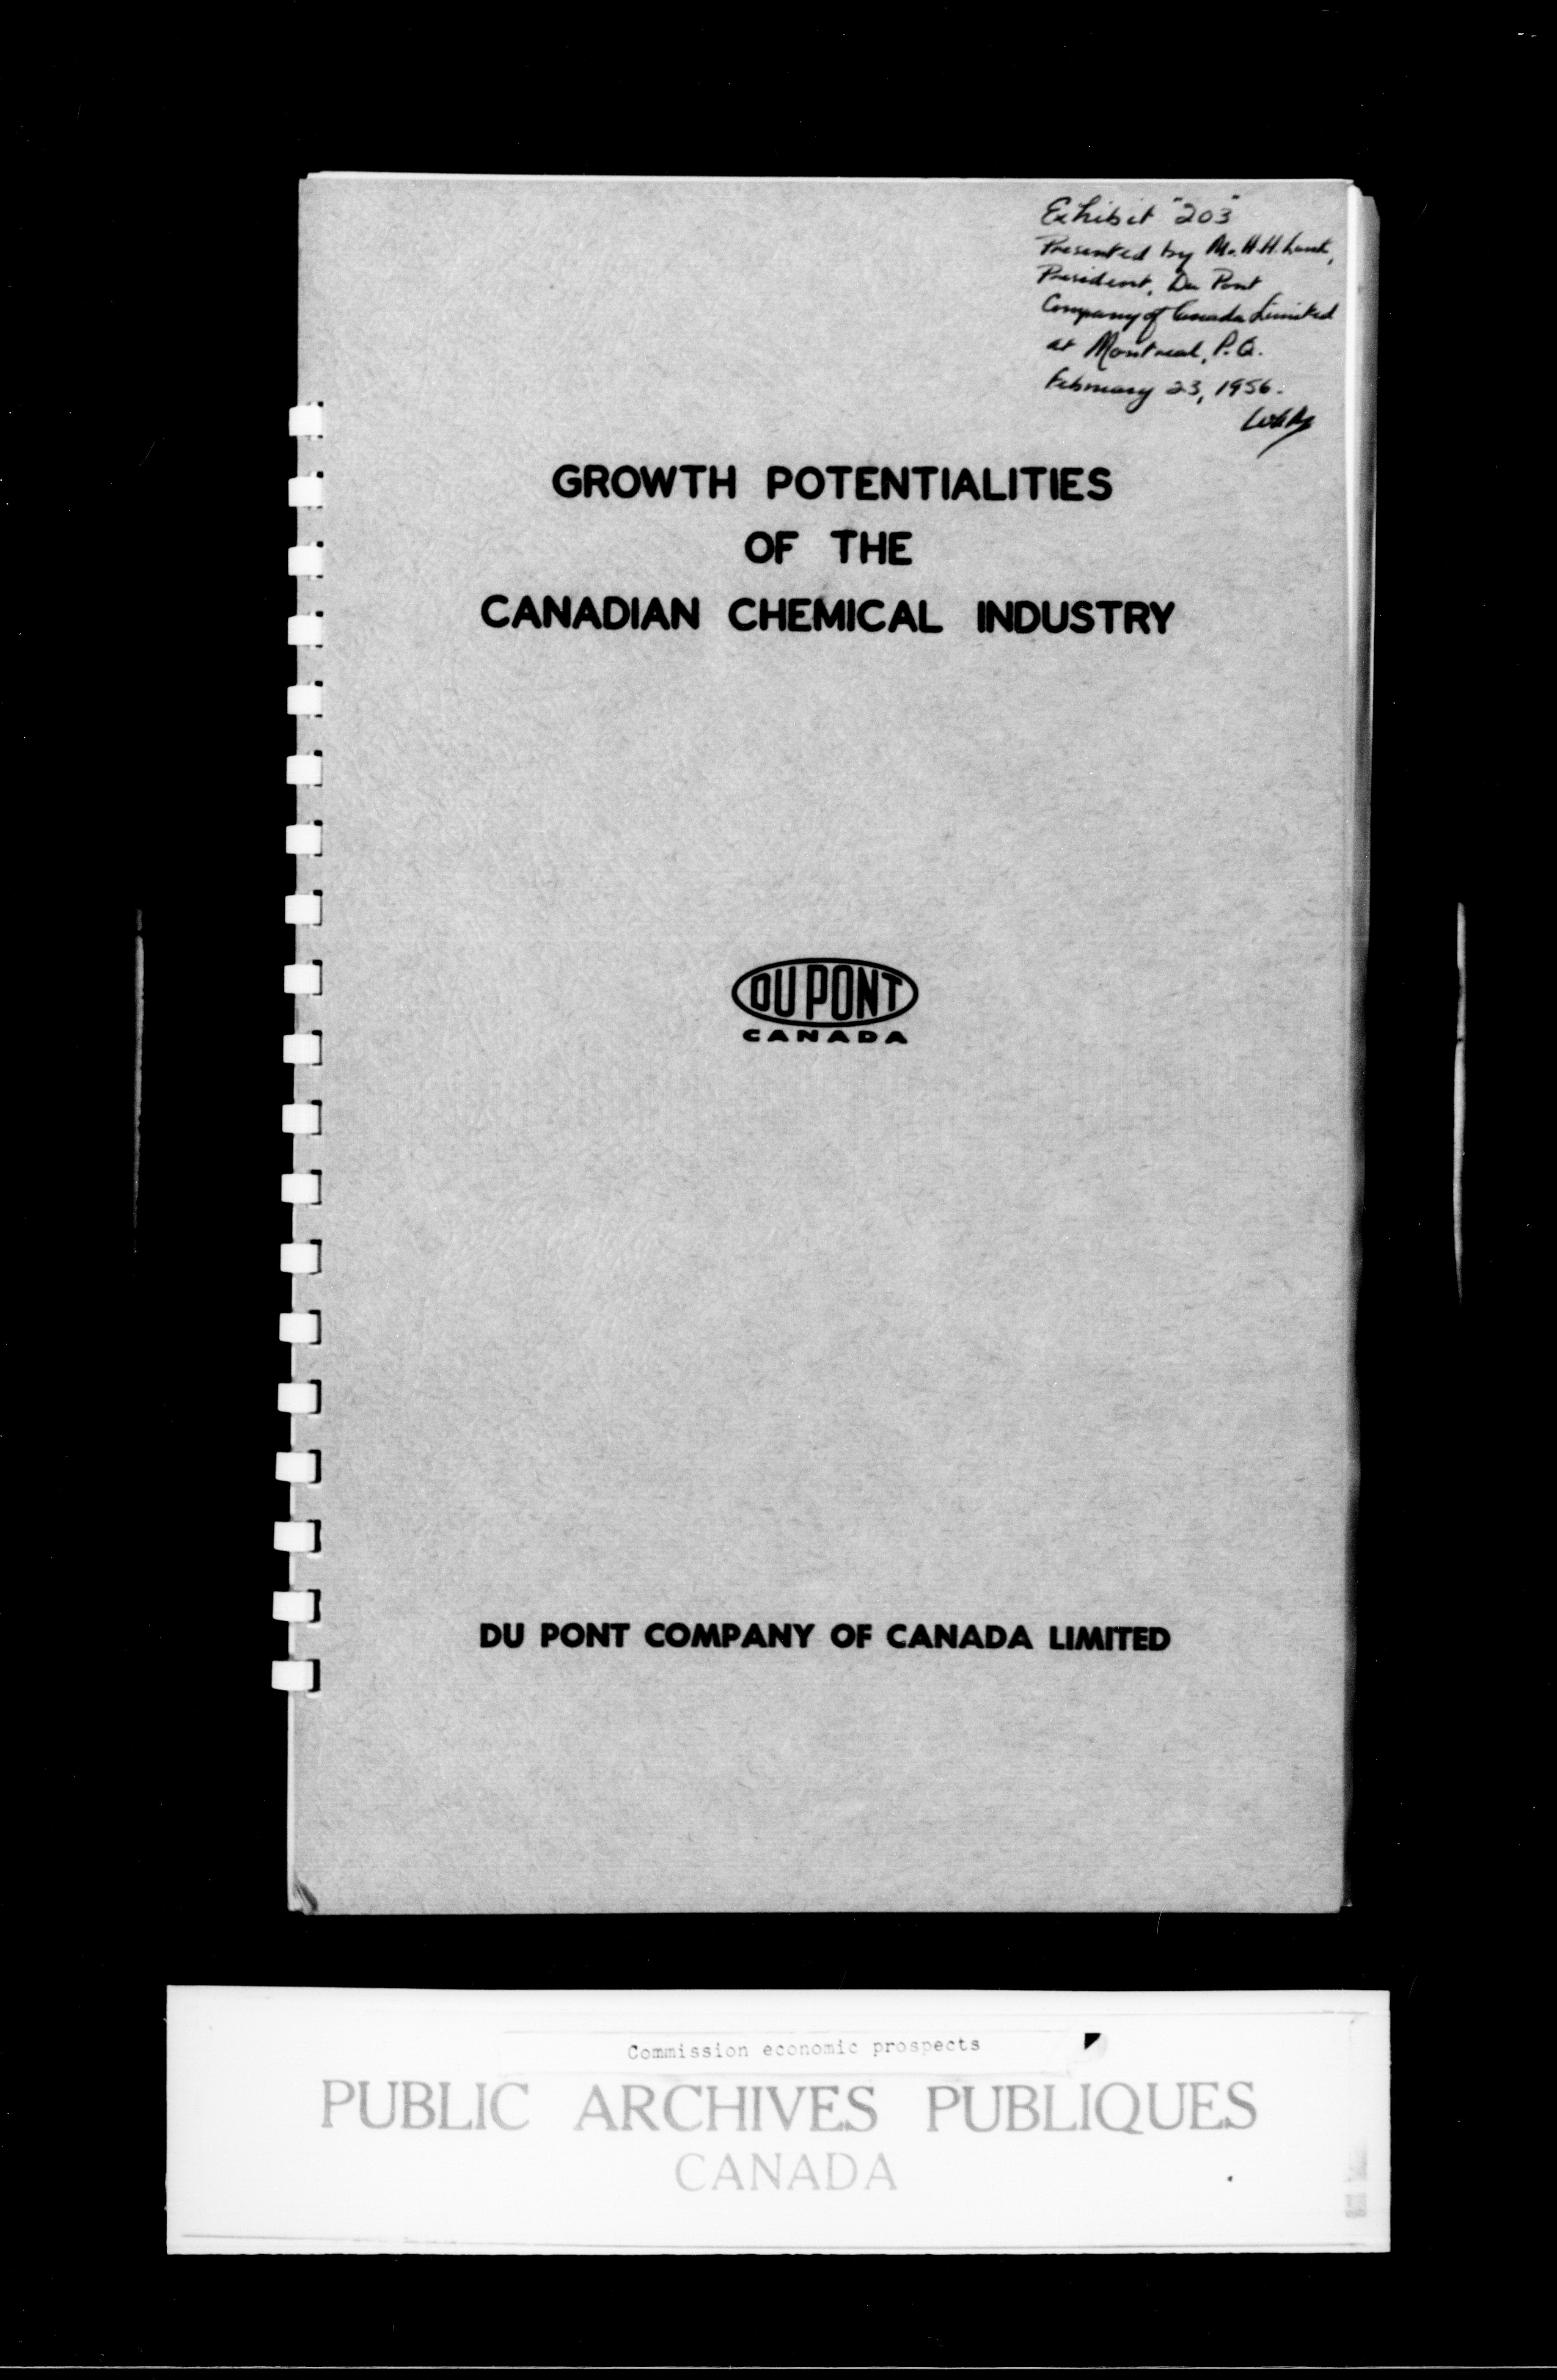 Exhibit "203"
Presented by Mr. H.H. Lank,
President, Du Pont
Company of Canada Limited
at Montreal, P.Q.
February 23, 1956.
GROWTH POTENTIALITIES
OF THE
CANADIAN CHEMICAL INDUSTRY
DU PONT
CANADA
DU PONT COMPANY OF CANADA LIMITED
Commission economic prospects
PUBLIC ARCHIVES PUBLIQUES
CANADA